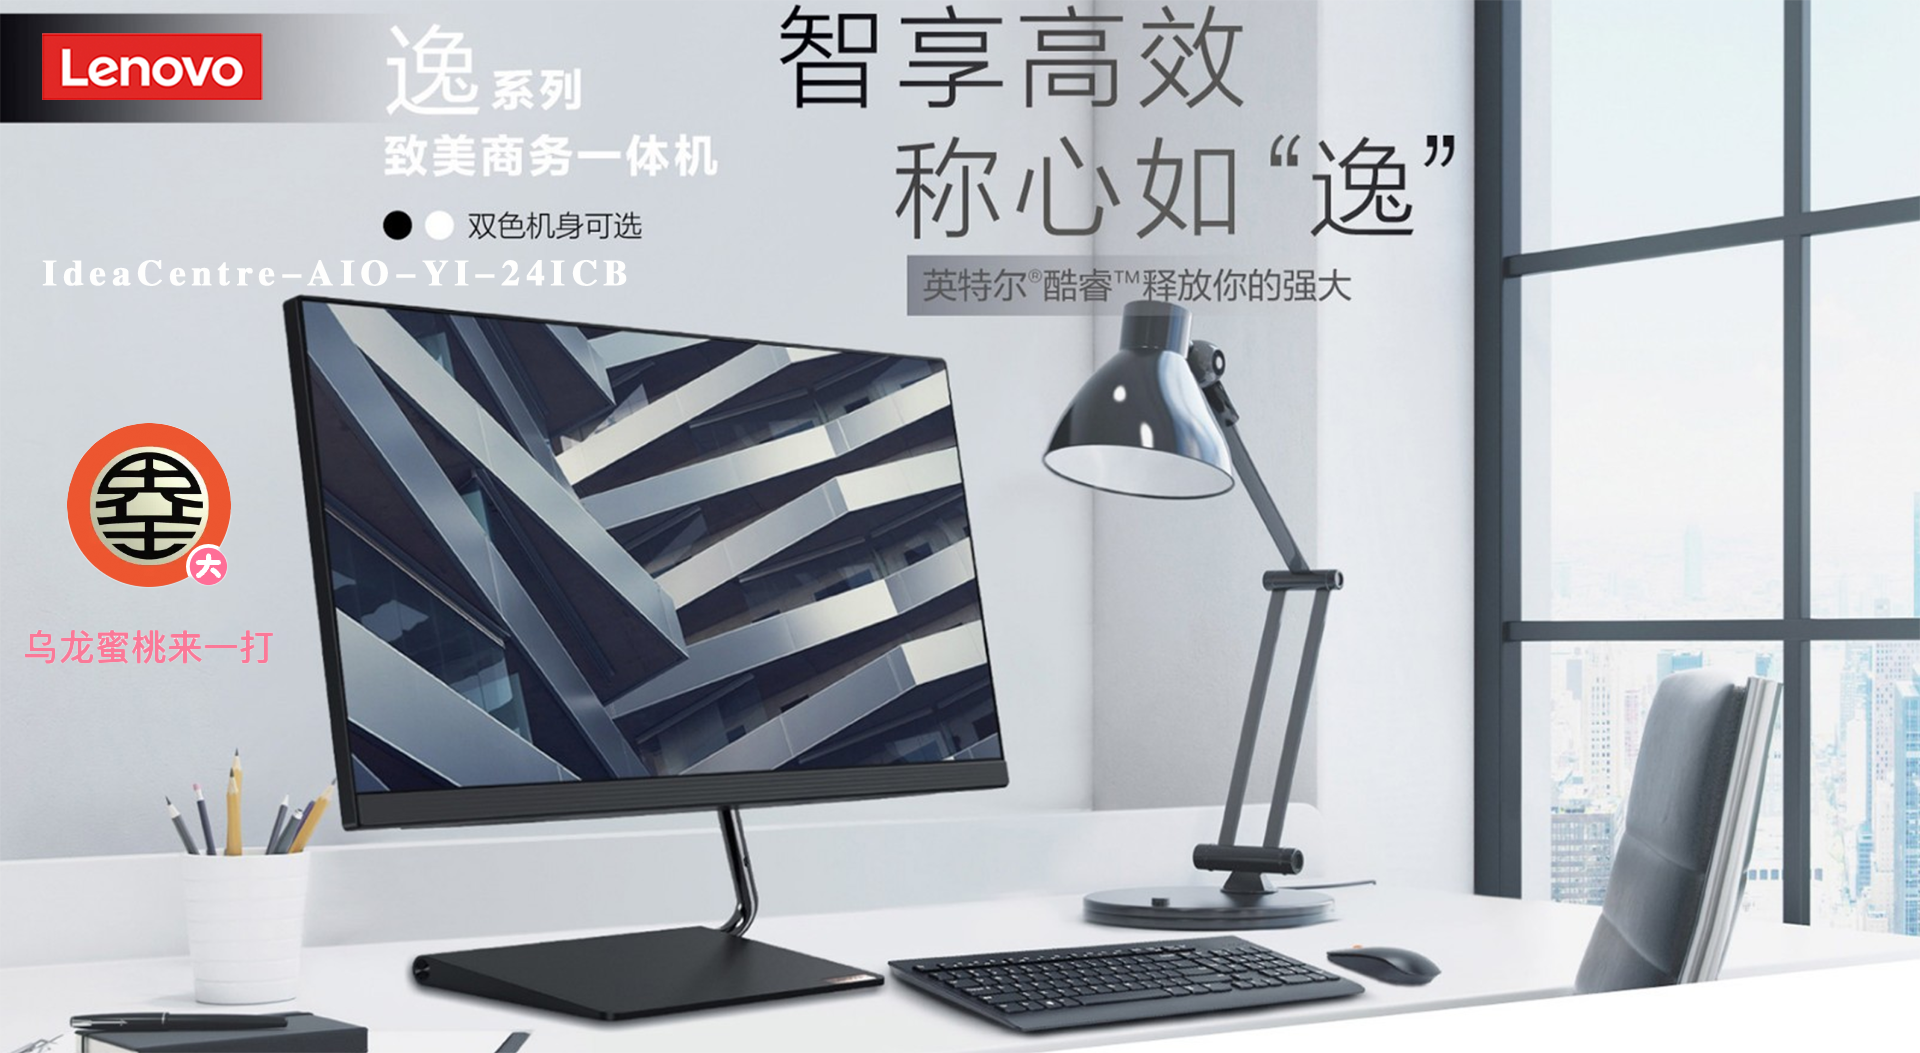 Lenovo
逸系列
致美商务一体机
双色机身可选
IdeaCentre-AIO-YI-24ICB
智享高效
称心如“逸”
英特尔®酷睿™释放你的强大
大
乌龙蜜桃来一打